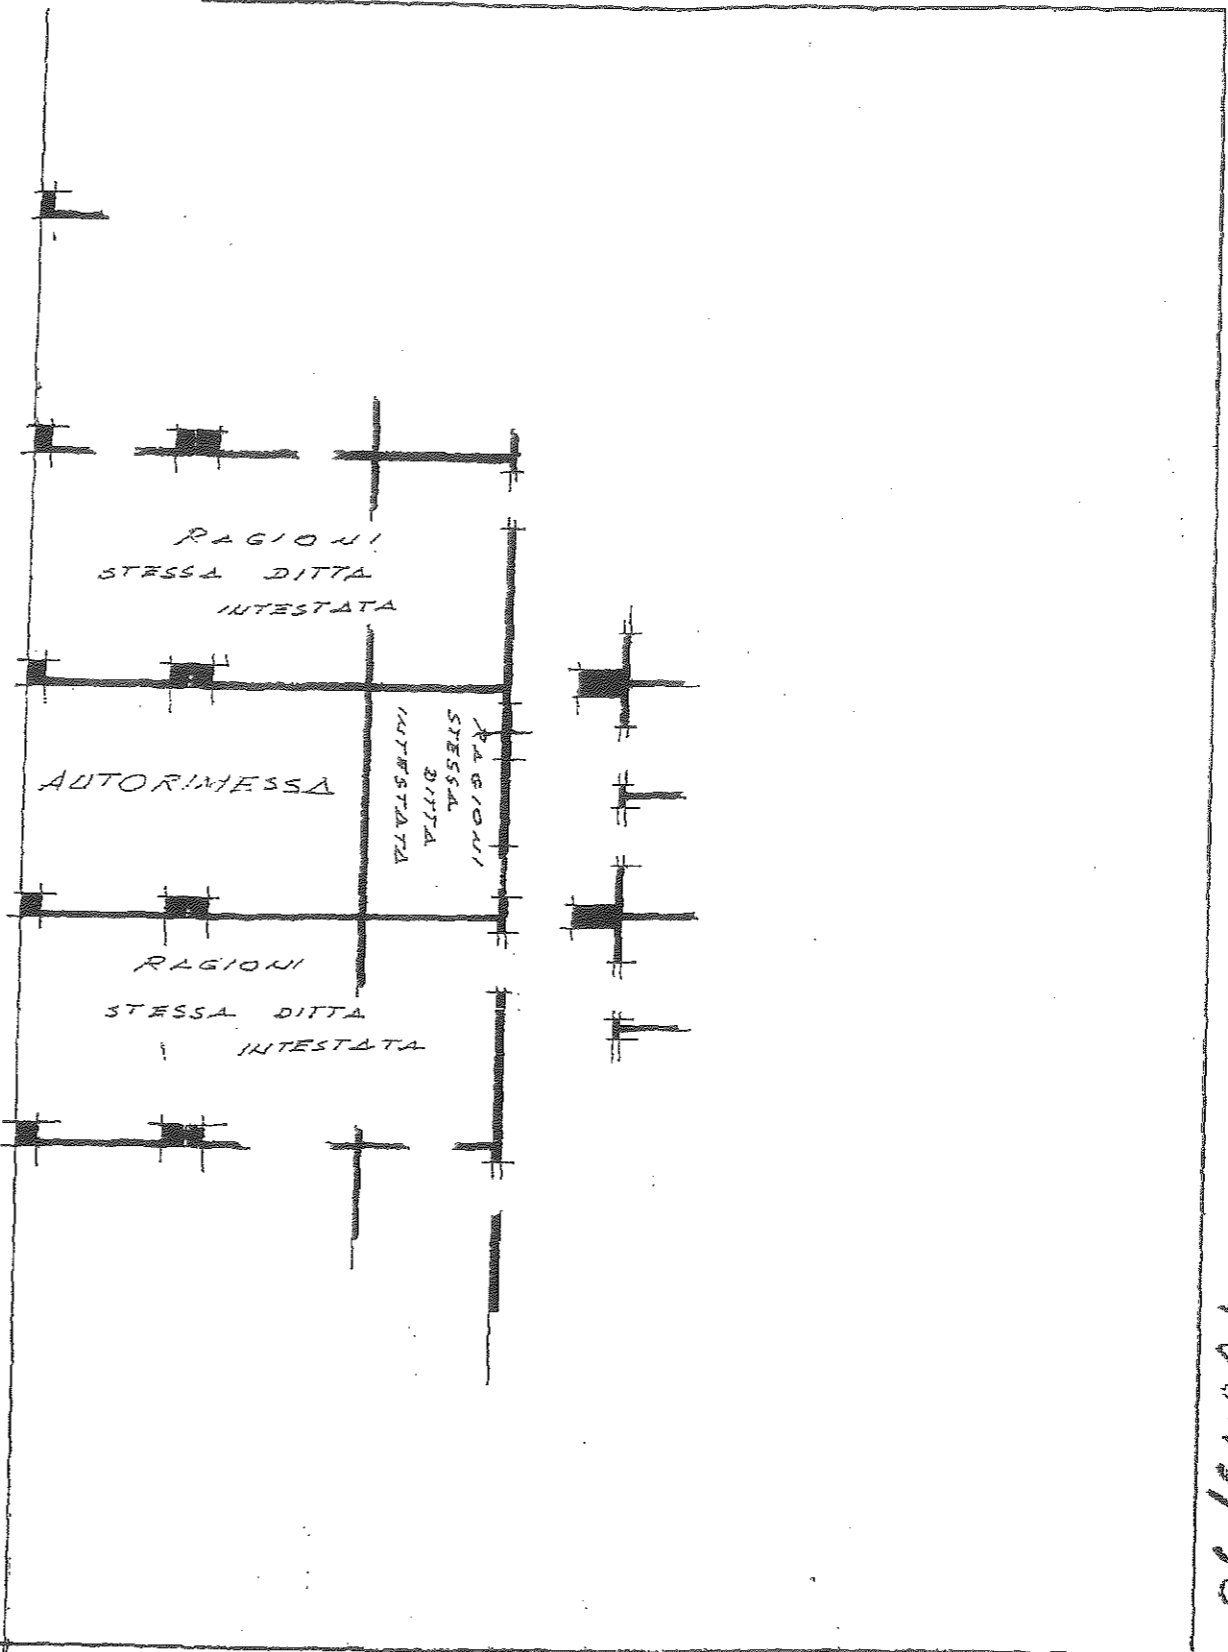 RAGIONI
STESSA DITTA
INTESTATA
AUTORIMESSA
RAGIONI
STESSA
DITTA
INTESTATA
RAGIONI
STESSA DITTA
INTESTATA